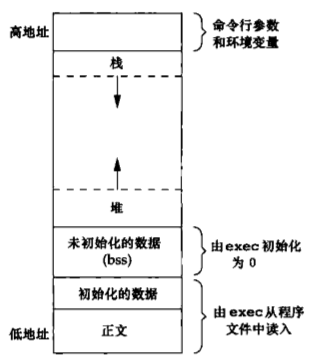 高地址
命令行参数
和环境变量
栈
堆
未初始化的数据
(bss)
由exec初始化
为 0
初始化的数据
由exec从程序
文件中读入
低地址
正文